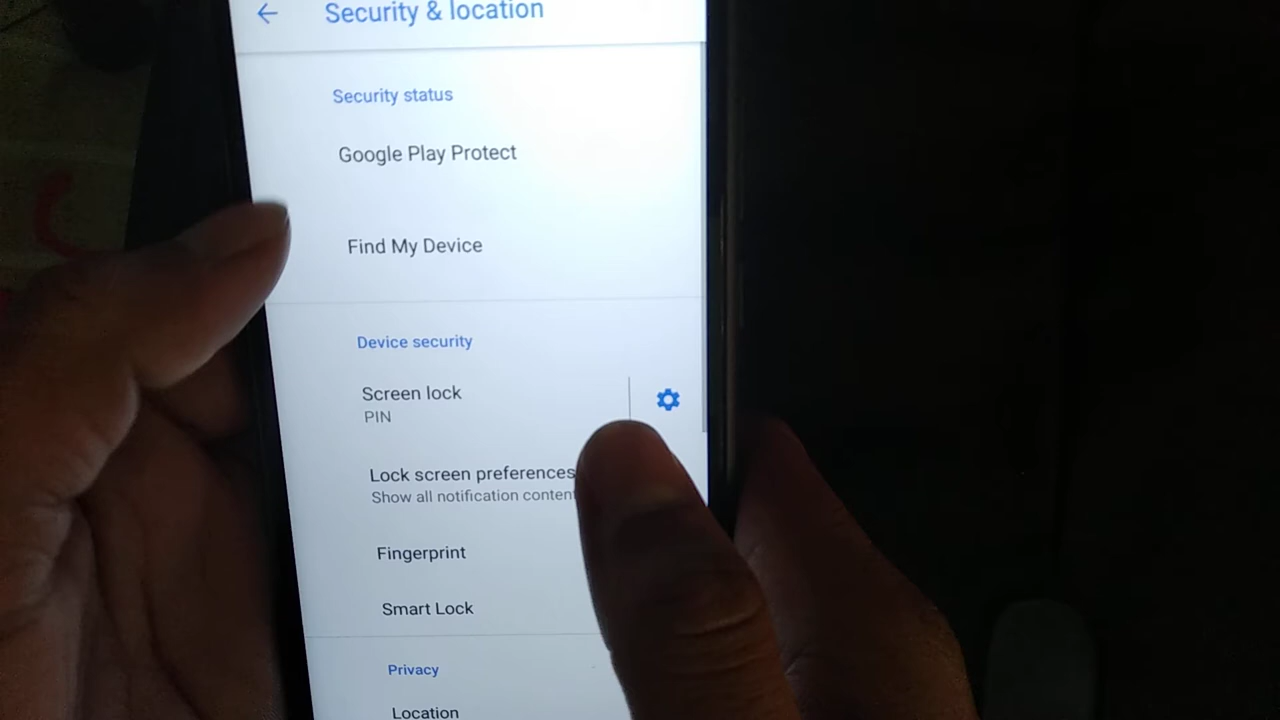 Security & location
Security status
Google Play Protect
Find My Device
Device security
Screen lock
PIN
Lock screen preferences
Show all notification content
Fingerprint
Smart Lock
Privacy
Location